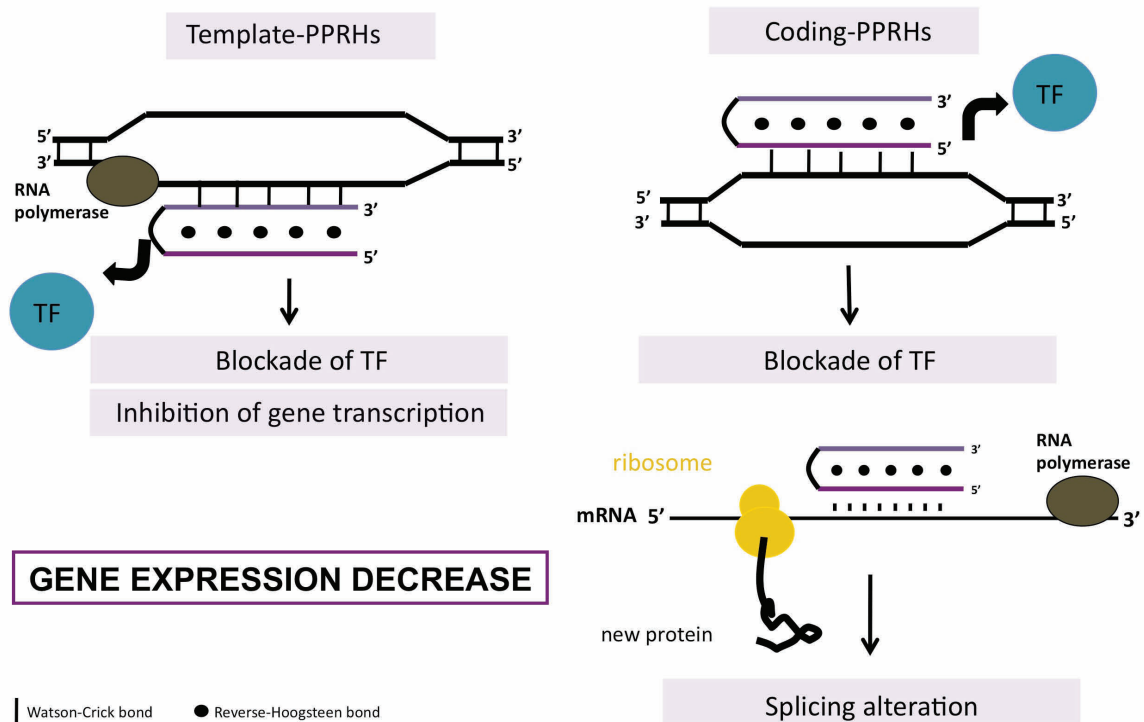 Template-PPRHs
5’
3’
3’
5’
RNA
polymerase
3’
5’
TF
Blockade of TF
Inhibition of gene transcription
GENE EXPRESSION DECREASE
Watson-Crick bond
Reverse-Hoogsteen bond
Coding-PPRHs
TF
3’
5’
5’
3’
3’
5’
Blockade of TF
ribosome
3’
5’
RNA
polymerase
mRNA 5’
3’
new protein
Splicing alteration